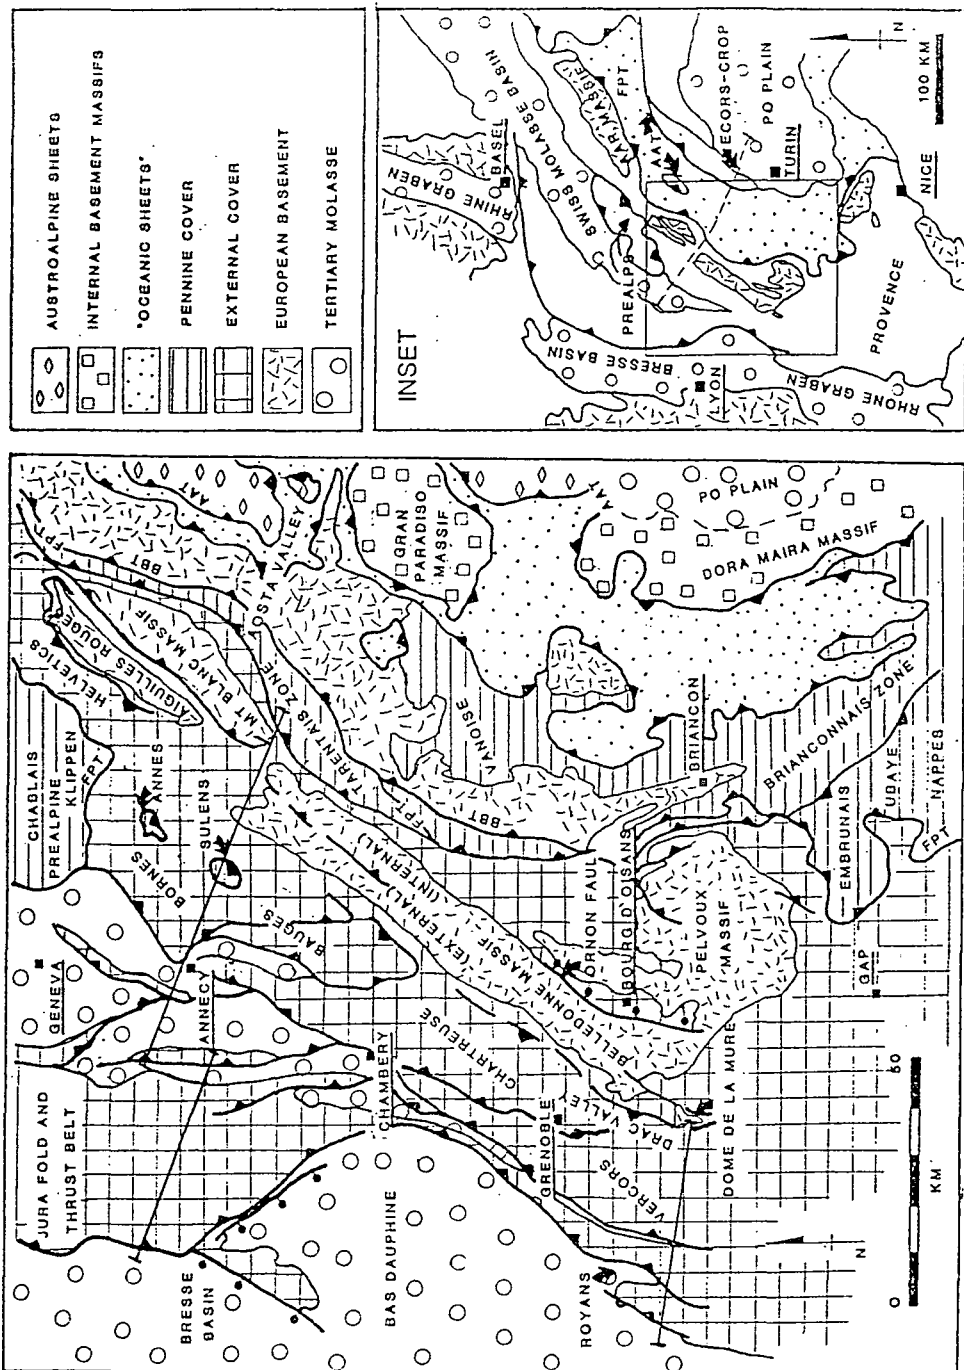 AUSTROALPINE SHEETS
INTERNAL BASEMENT MASSIFS
"OCEANIC SHEETS"
PENNINE COVER
EXTERNAL COVER
EUROPEAN BASEMENT
TERTIARY MOLASSE
INSET
RHINE GRABEN
BASEL
SWISS MOLASSE BASIN
AAR MASSIF
FPT
AAT
ECORS-CROP
PO PLAIN
TURIN
PREALPS
BRESSE BASIN
LYON
RHONE GRABEN
PROVENCE
NICE
N
100 KM
JURA FOLD AND
THRUST BELT
GENEVA
CHABLAIS
PREALPINE
KLIPPEN
FPT
HELVETICS
AIGUILLES ROUGES
MT BLANC MASSIF
FPT
BBT
AAT
AOSTA VALLEY
ANNES
BORNES
SULENS
ANNECY
BAUGES
BRESSE
BASIN
CHAMBERY
TARENTAIS ZONE
FPT
BBT
VANOISE
GRAN
PARADISO
MASSIF
AAT
PO PLAIN
DORA MAIRA MASSIF
BAS DAUPHINE
CHARTREUSE
BELLEDONNE MASSIF (EXTERNAL)
(INTERNAL)
GRENOBLE
DRAC VALLEY
VERCORS
ROYANS
ORNON FAULT
BOURG D'OISANS
PELVOUX
MASSIF
BRIANCON
BRIANCONNAIS ZONE
DOME DE LA MURE
EMBRUNAIS
UBAYE
NAPPES
FPT
GAP
N
0
50
KM